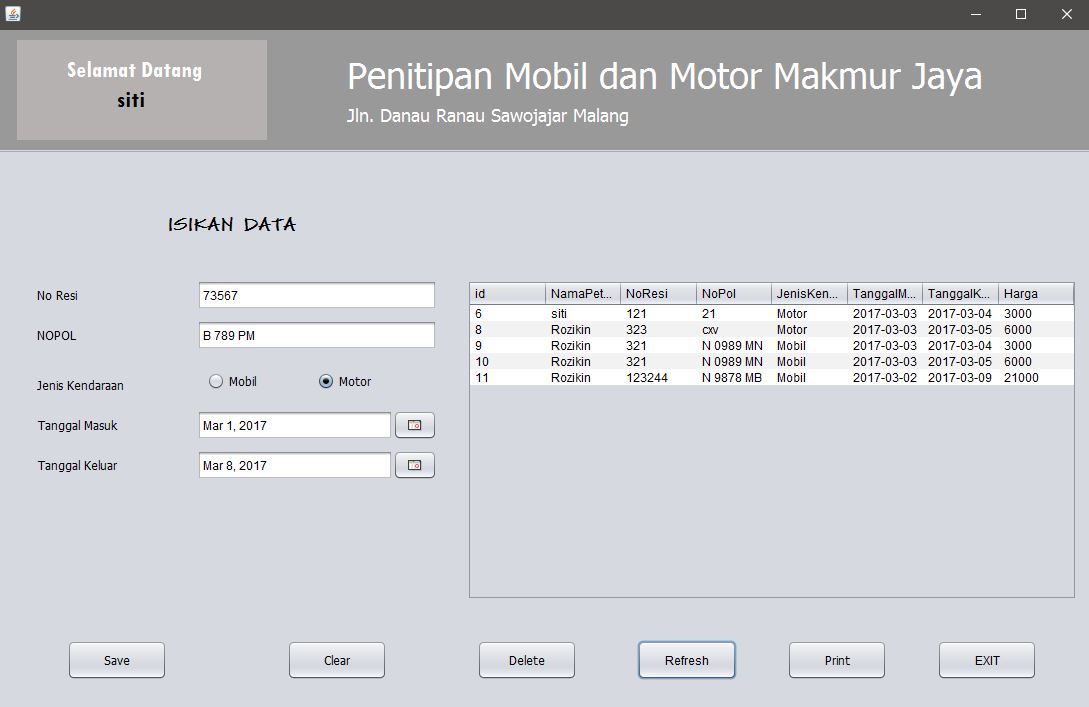 Selamat Datang
siti
Penitipan Mobil dan Motor Makmur Jaya
Jln. Danau Ranau Sawojajar Malang
ISIKAN DATA
No Resi 73567
NOPOL B 789 PM
Jenis Kendaraan Mobil Motor
Tanggal Masuk Mar 1, 2017
Tanggal Keluar Mar 8, 2017
id NamaPet... NoResi NoPol JenisKen... TanggalM... TanggalK... Harga
6 siti 121 21 Motor 2017-03-03 2017-03-04 3000
8 Rozikin 323 cxv Motor 2017-03-03 2017-03-05 6000
9 Rozikin 321 N 0989 MN Mobil 2017-03-03 2017-03-04 3000
10 Rozikin 321 N 0989 MN Mobil 2017-03-03 2017-03-05 6000
11 Rozikin 123244 N 9878 MB Mobil 2017-03-02 2017-03-09 21000
Save Clear Delete Refresh Print EXIT